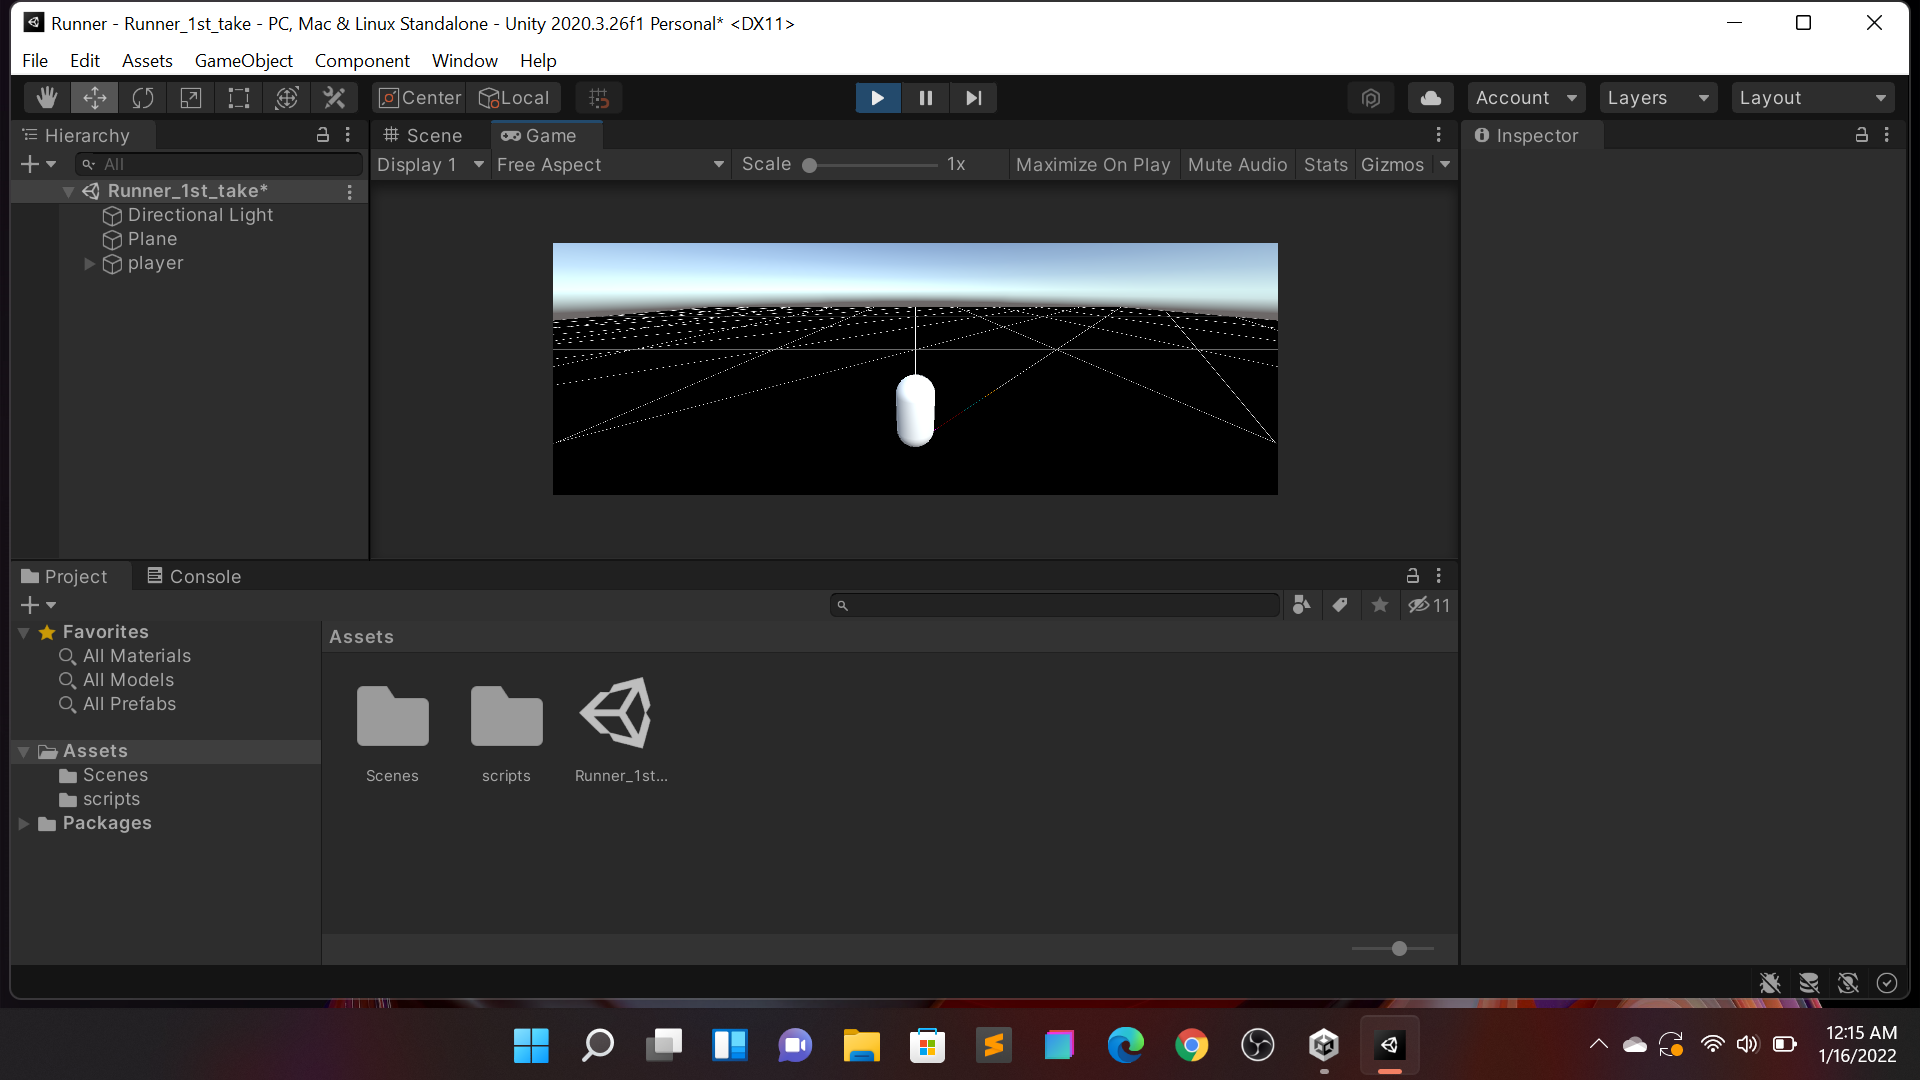 Runner - Runner_1st_take - PC, Mac & Linux Standalone - Unity 2020.3.26f1 Personal* <DX11>
File Edit Assets GameObject Component Window Help
Center Local Account Layers Layout
Hierarchy Scene Game Inspector
All Display 1 Free Aspect Scale 1x Maximize On Play Mute Audio Stats Gizmos
Runner_1st_take*
Directional Light
Plane
player
Project Console
11
Favorites
All Materials
All Models
All Prefabs
Assets
Scenes
scripts
Packages
Assets
Scenes scripts Runner_1st...
12:15 AM
1/16/2022